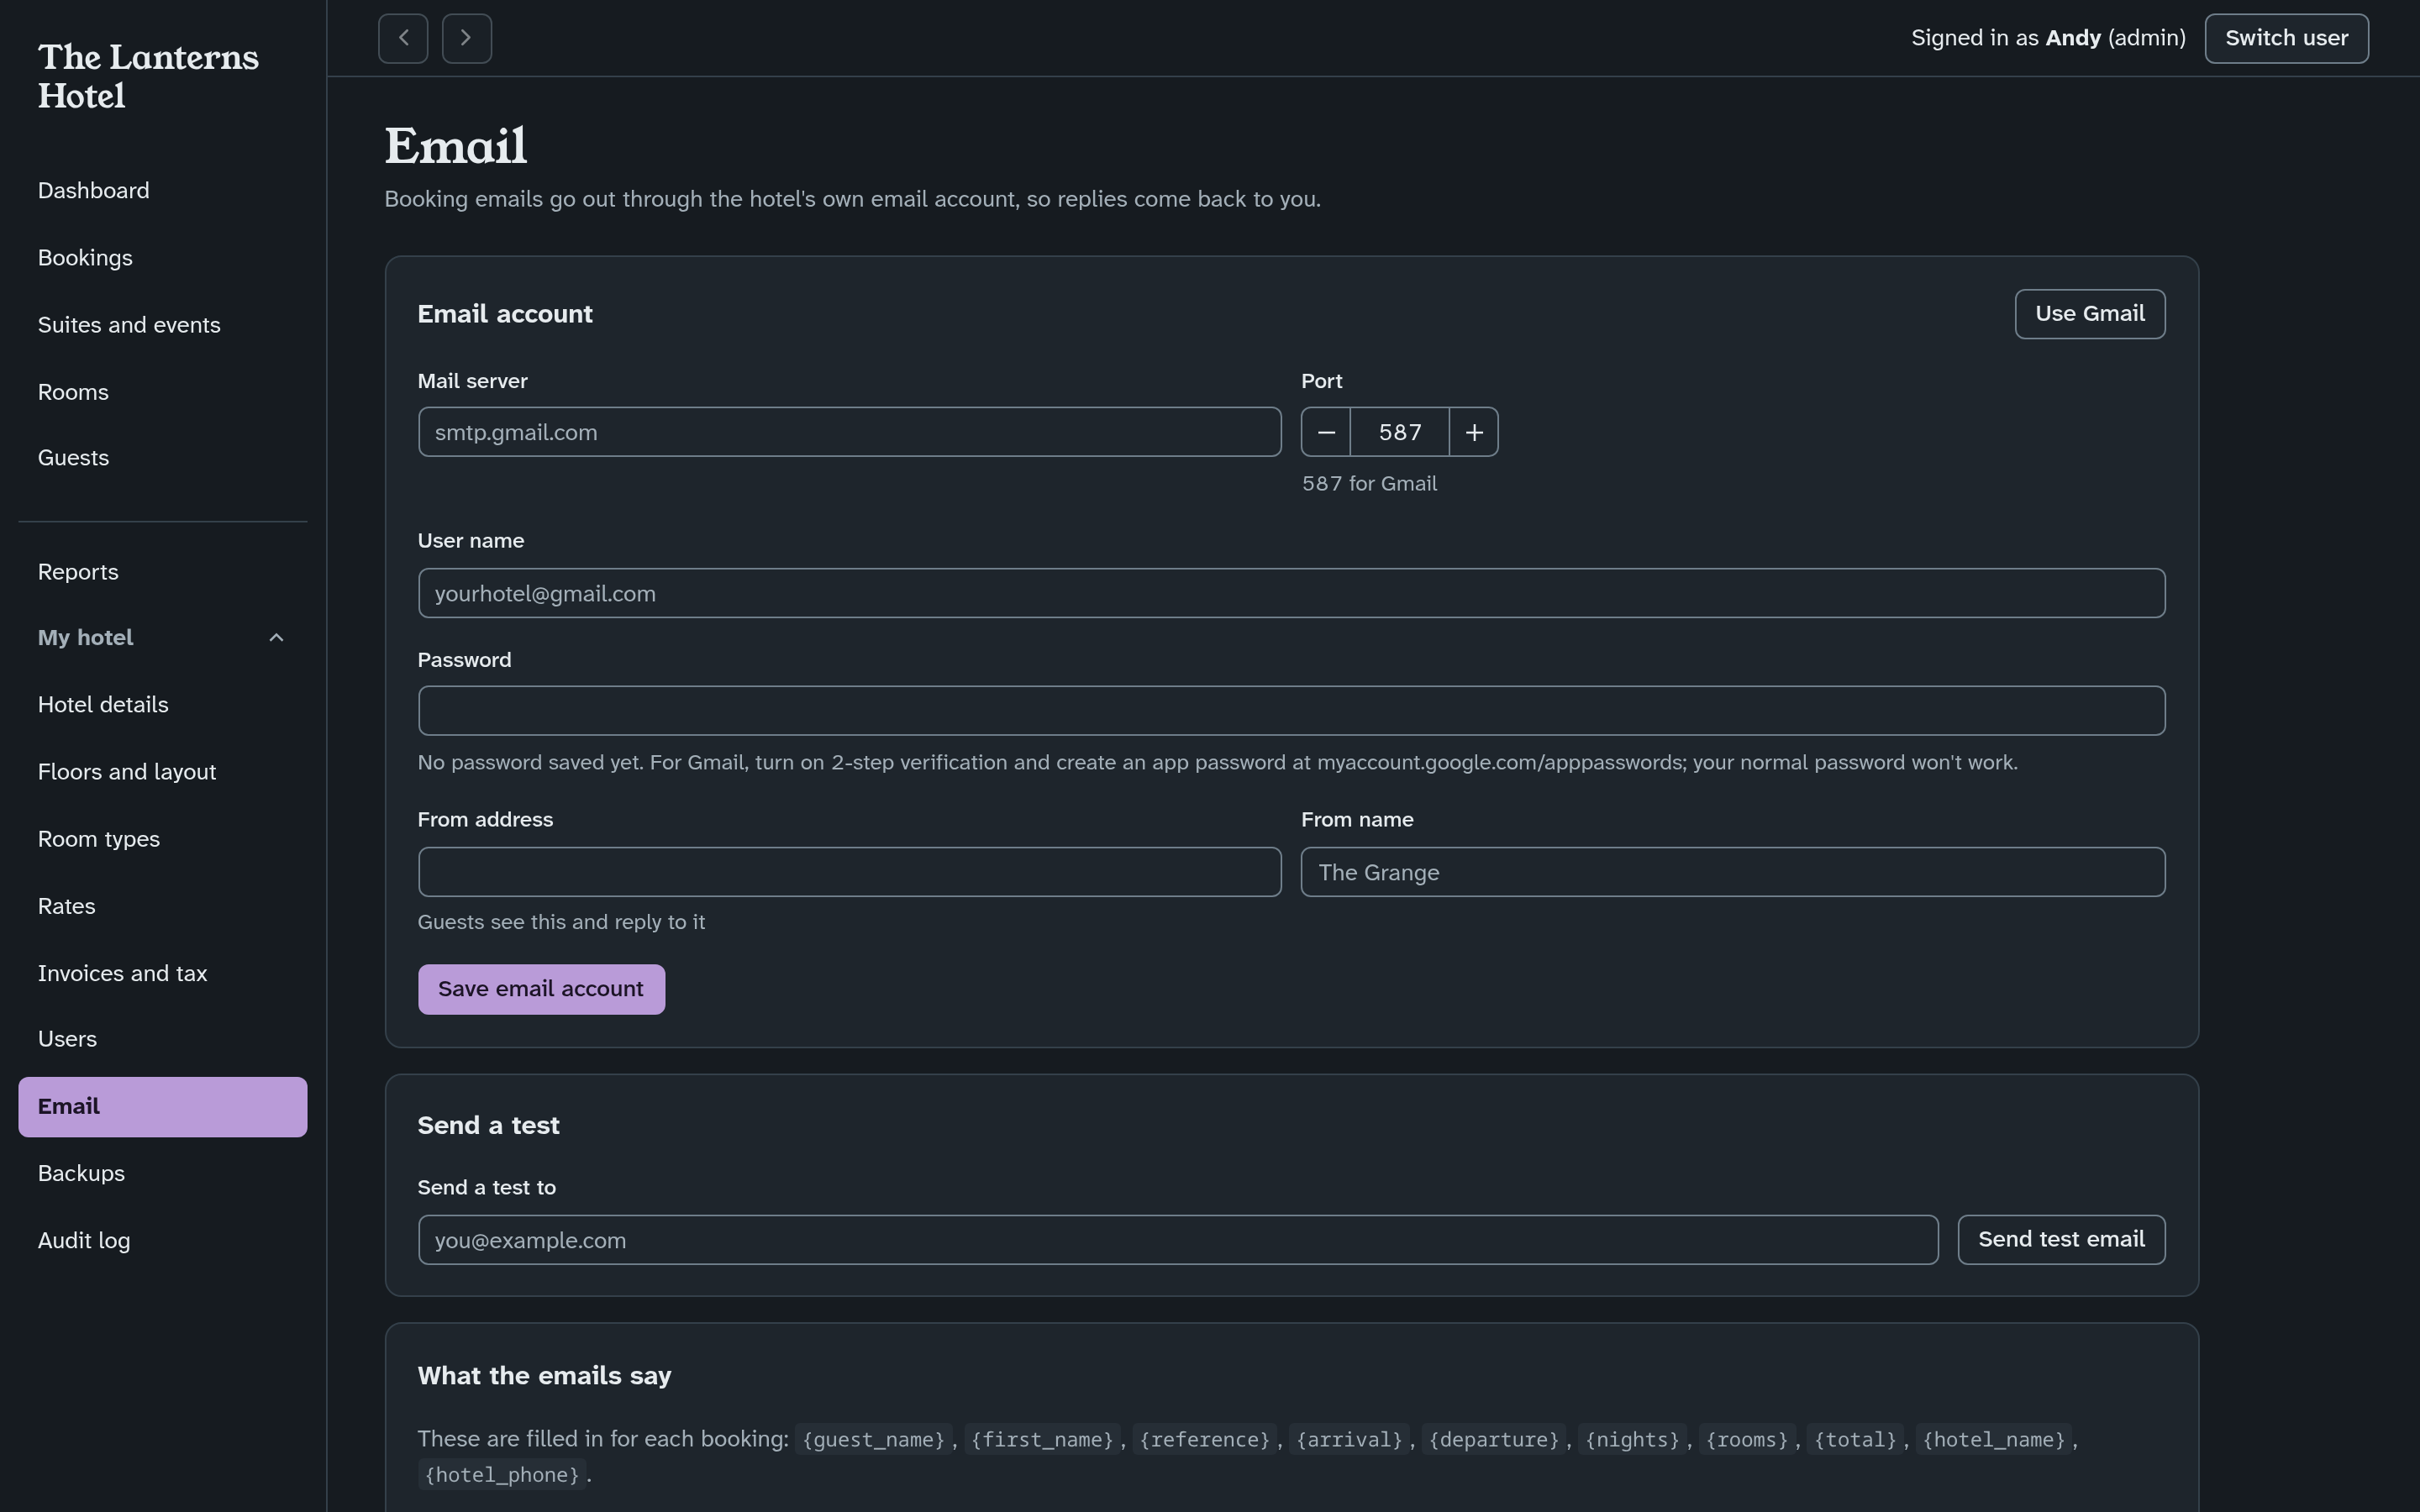 The Lanterns
Hotel
Dashboard
Bookings
Suites and events
Rooms
Guests
Reports
My hotel
Hotel details
Floors and layout
Room types
Rates
Invoices and tax
Users
Email
Backups
Audit log
Signed in as Andy (admin)
Switch user
Email
Booking emails go out through the hotel's own email account, so replies come back to you.
Email account
Use Gmail
Mail server
Port
smtp.gmail.com
587
587 for Gmail
User name
yourhotel@gmail.com
Password
No password saved yet. For Gmail, turn on 2-step verification and create an app password at myaccount.google.com/apppasswords; your normal password won't work.
From address
From name
The Grange
Guests see this and reply to it
Save email account
Send a test
Send a test to
you@example.com
Send test email
What the emails say
These are filled in for each booking: {guest_name}, {first_name}, {reference}, {arrival}, {departure}, {nights}, {rooms}, {total}, {hotel_name},
{hotel_phone}.